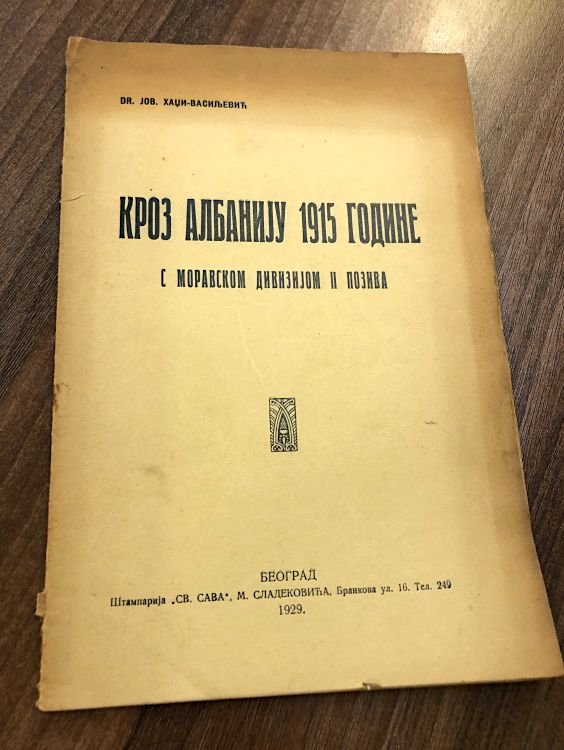 DR. ЈОВ. ХАЏИ-ВАСИЉЕВИЋ
КРОЗ АЛБАНИЈУ 1915 ГОДИНЕ
С МОРАВСКОМ ДИВИЗИЈОМ II ПОЗИВА
БЕОГРАД
Штампарија „СВ. САВА“, М. СЛАДЕКОВИЋА, Бранкова ул. 16. Тел. 249
1929.